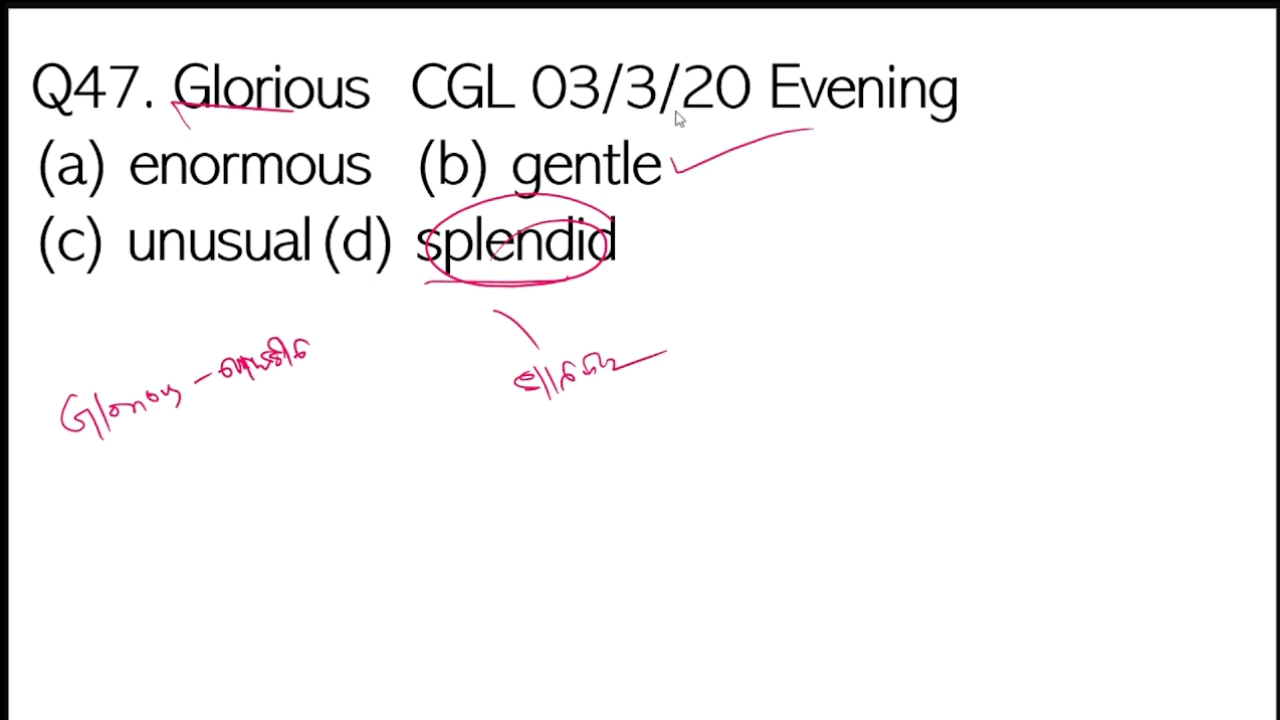 Q47. Glorious CGL 03/3/20 Evening
(a) enormous (b) gentle
(c) unusual (d) splendid
Glorious -